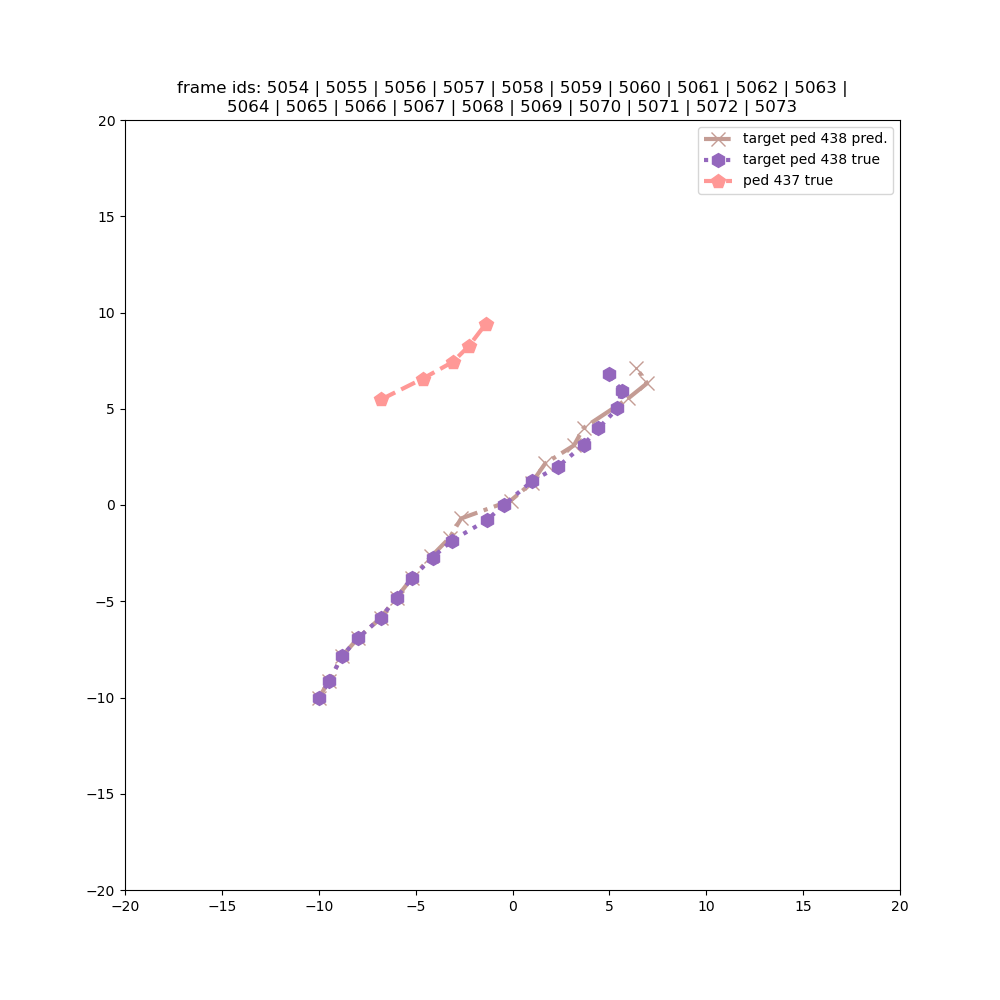 frame ids: 5054 | 5055 | 5056 | 5057 | 5058 | 5059 | 5060 | 5061 | 5062 | 5063 |
5064 | 5065 | 5066 | 5067 | 5068 | 5069 | 5070 | 5071 | 5072 | 5073
target ped 438 pred.
target ped 438 true
ped 437 true
20
15
10
5
0
−5
−10
−15
−20
−20 −15 −10 −5 0 5 10 15 20